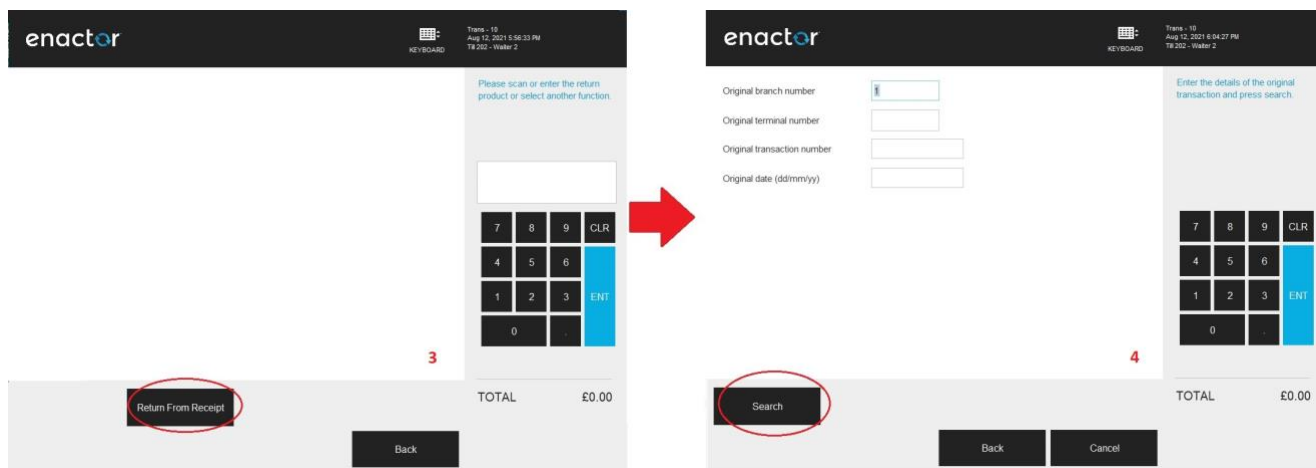 enactor
KEYBOARD
Trans - 10
Aug 12, 2021 5:56:33 PM
Till 202 - Waiter 2
Please scan or enter the return
product or select another function.
7 8 9 CLR
4 5 6
1 2 3 ENT
0 .
3
Return From Receipt
TOTAL £0.00
Back
enactor
KEYBOARD
Trans - 10
Aug 12, 2021 6:04:27 PM
Till 202 - Waiter 2
Original branch number 1
Original terminal number
Original transaction number
Original date (dd/mm/yy)
Enter the details of the original
transaction and press search.
7 8 9 CLR
4 5 6
1 2 3 ENT
0 .
4
Search
TOTAL £0.00
Back Cancel